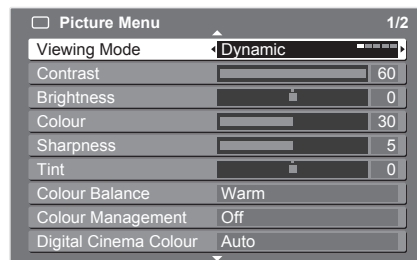 Picture Menu 1/2
Viewing Mode Dynamic
Contrast 60
Brightness 0
Colour 30
Sharpness 5
Tint 0
Colour Balance Warm
Colour Management Off
Digital Cinema Colour Auto